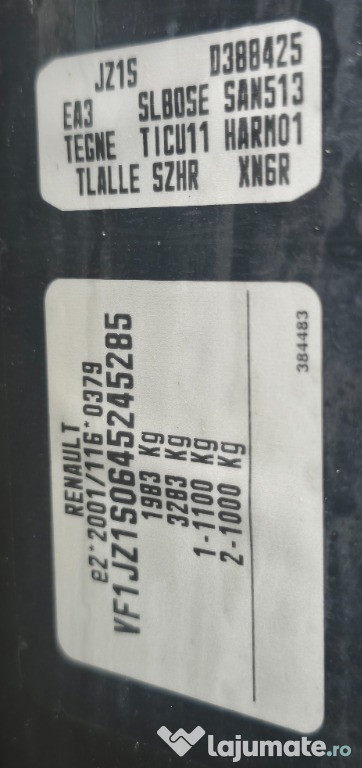 JZ1S D388425
EA3 SLB0SE SAN513
TEGNE TICU11 HARM01
TLALLE SZHR XN6R
RENAULT
e2*2001/116*0379
VF1JZ1S0645245285
1983 Kg
3283 Kg
1-1100 Kg
2-1000 Kg
384483
lajumate.ro